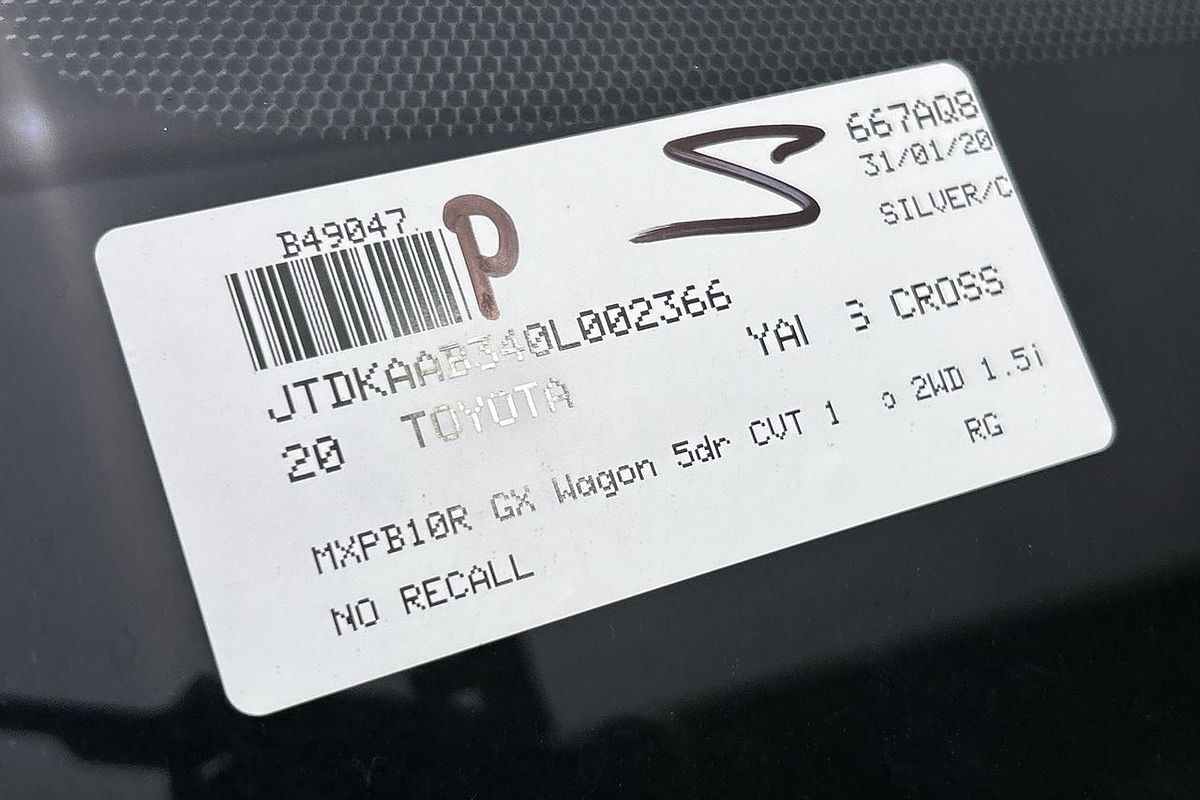 667AQ8
31/01/20
SILVER/C
S
B49047
P
JTDKAAB340L002366
20 TOYOTA YAI S CROSS
MXPB10R GX Wagon 5dr CVT 1 o 2WD 1.5i
RG
NO RECALL